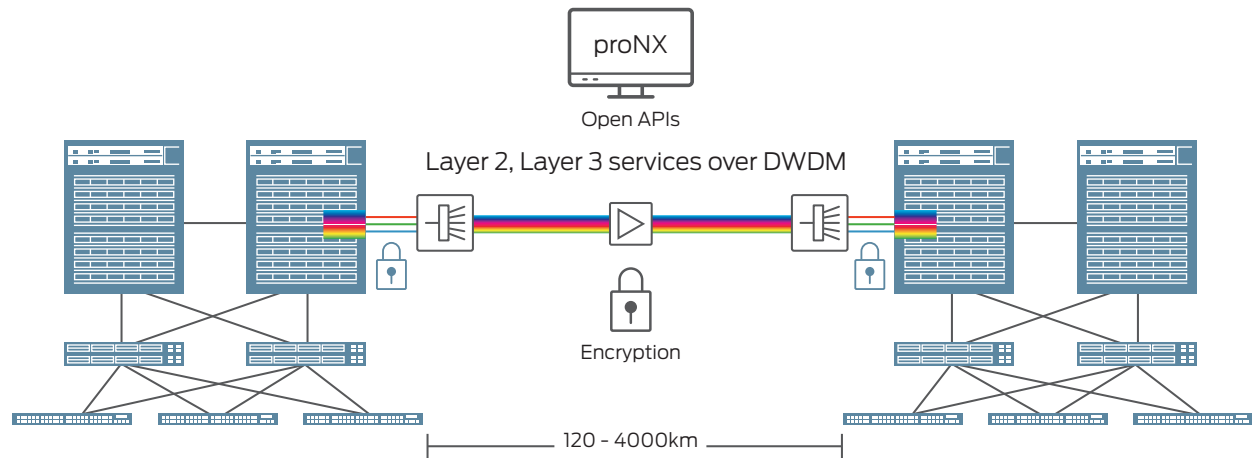 proNX
Open APIs
Layer 2, Layer 3 services over DWDM
Encryption
120 - 4000km